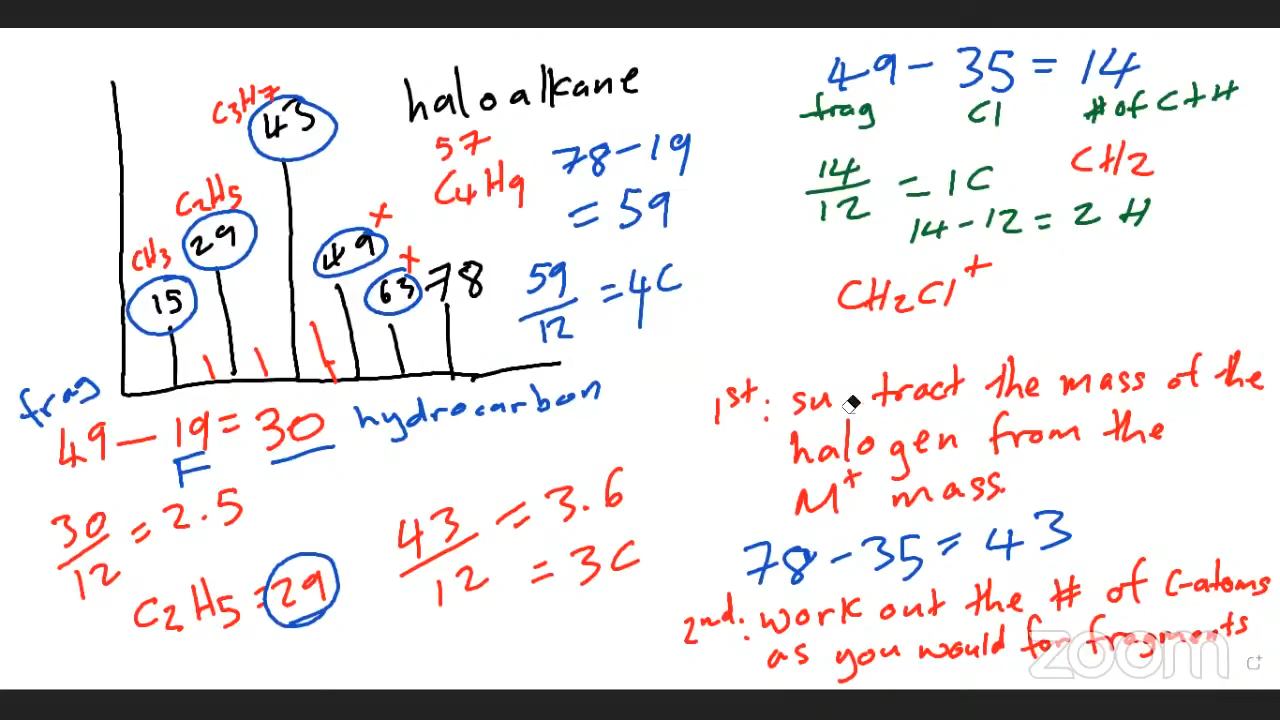 haloalkane
C3H7
43
C2H5
29
CH3
15
49+
63+
78
57
C4H9
78-19
= 59
59/12 = 4C
frag
49 - 19 = 30 hydrocarbon
F
30/12 = 2.5
C2H5 = 29
43/12 = 3.6
= 3C
49 - 35 = 14
frag Cl # of C+H
14/12 = 1C CH2
14-12 = 2 H
CH2Cl+
1st: su tract the mass of the
halogen from the
M+ mass.
78-35 = 43
2nd: work out the # of C-atoms
as you would for fragments
zoom